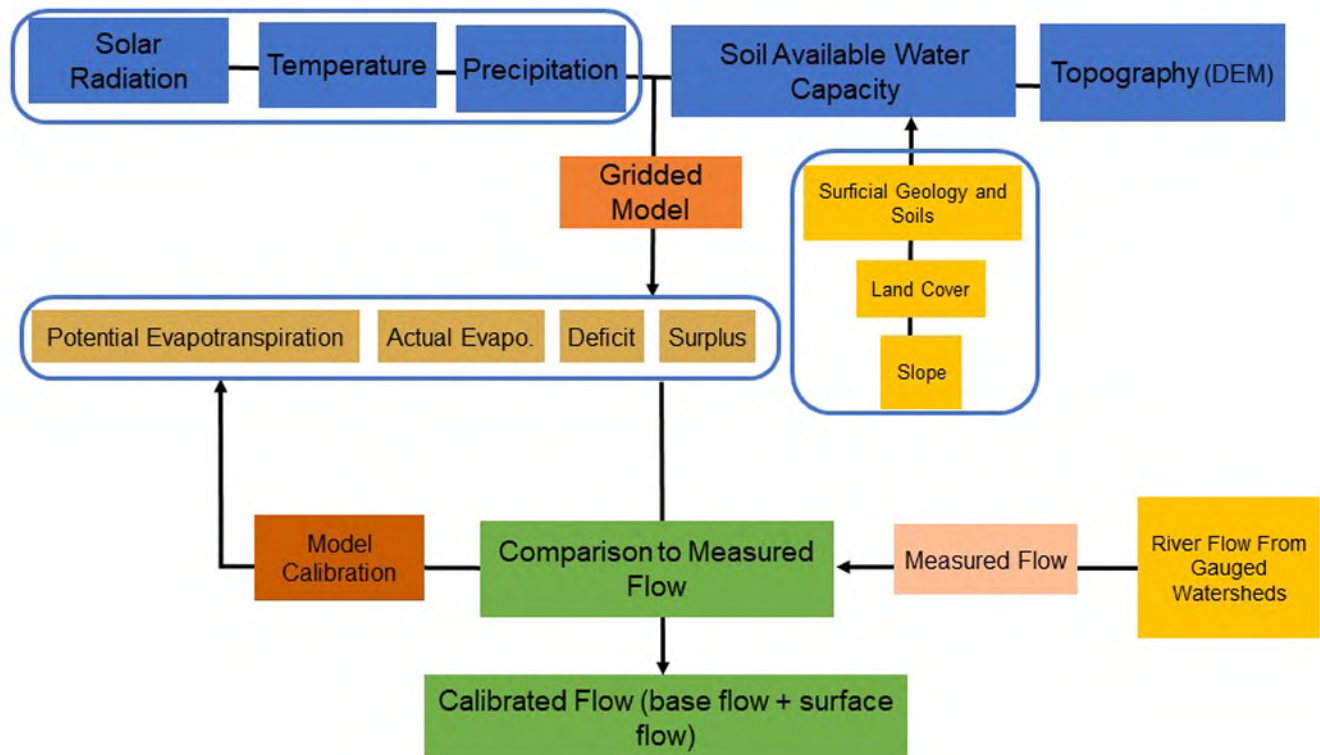 Solar
Radiation
Temperature
Precipitation
Soil Available Water
Capacity
Topography (DEM)
Gridded
Model
Surficial Geology and
Soils
Land Cover
Slope
Potential Evapotranspiration
Actual Evapo.
Deficit
Surplus
Model
Calibration
Comparison to Measured
Flow
Measured Flow
River Flow From
Gauged
Watersheds
Calibrated Flow (base flow + surface
flow)